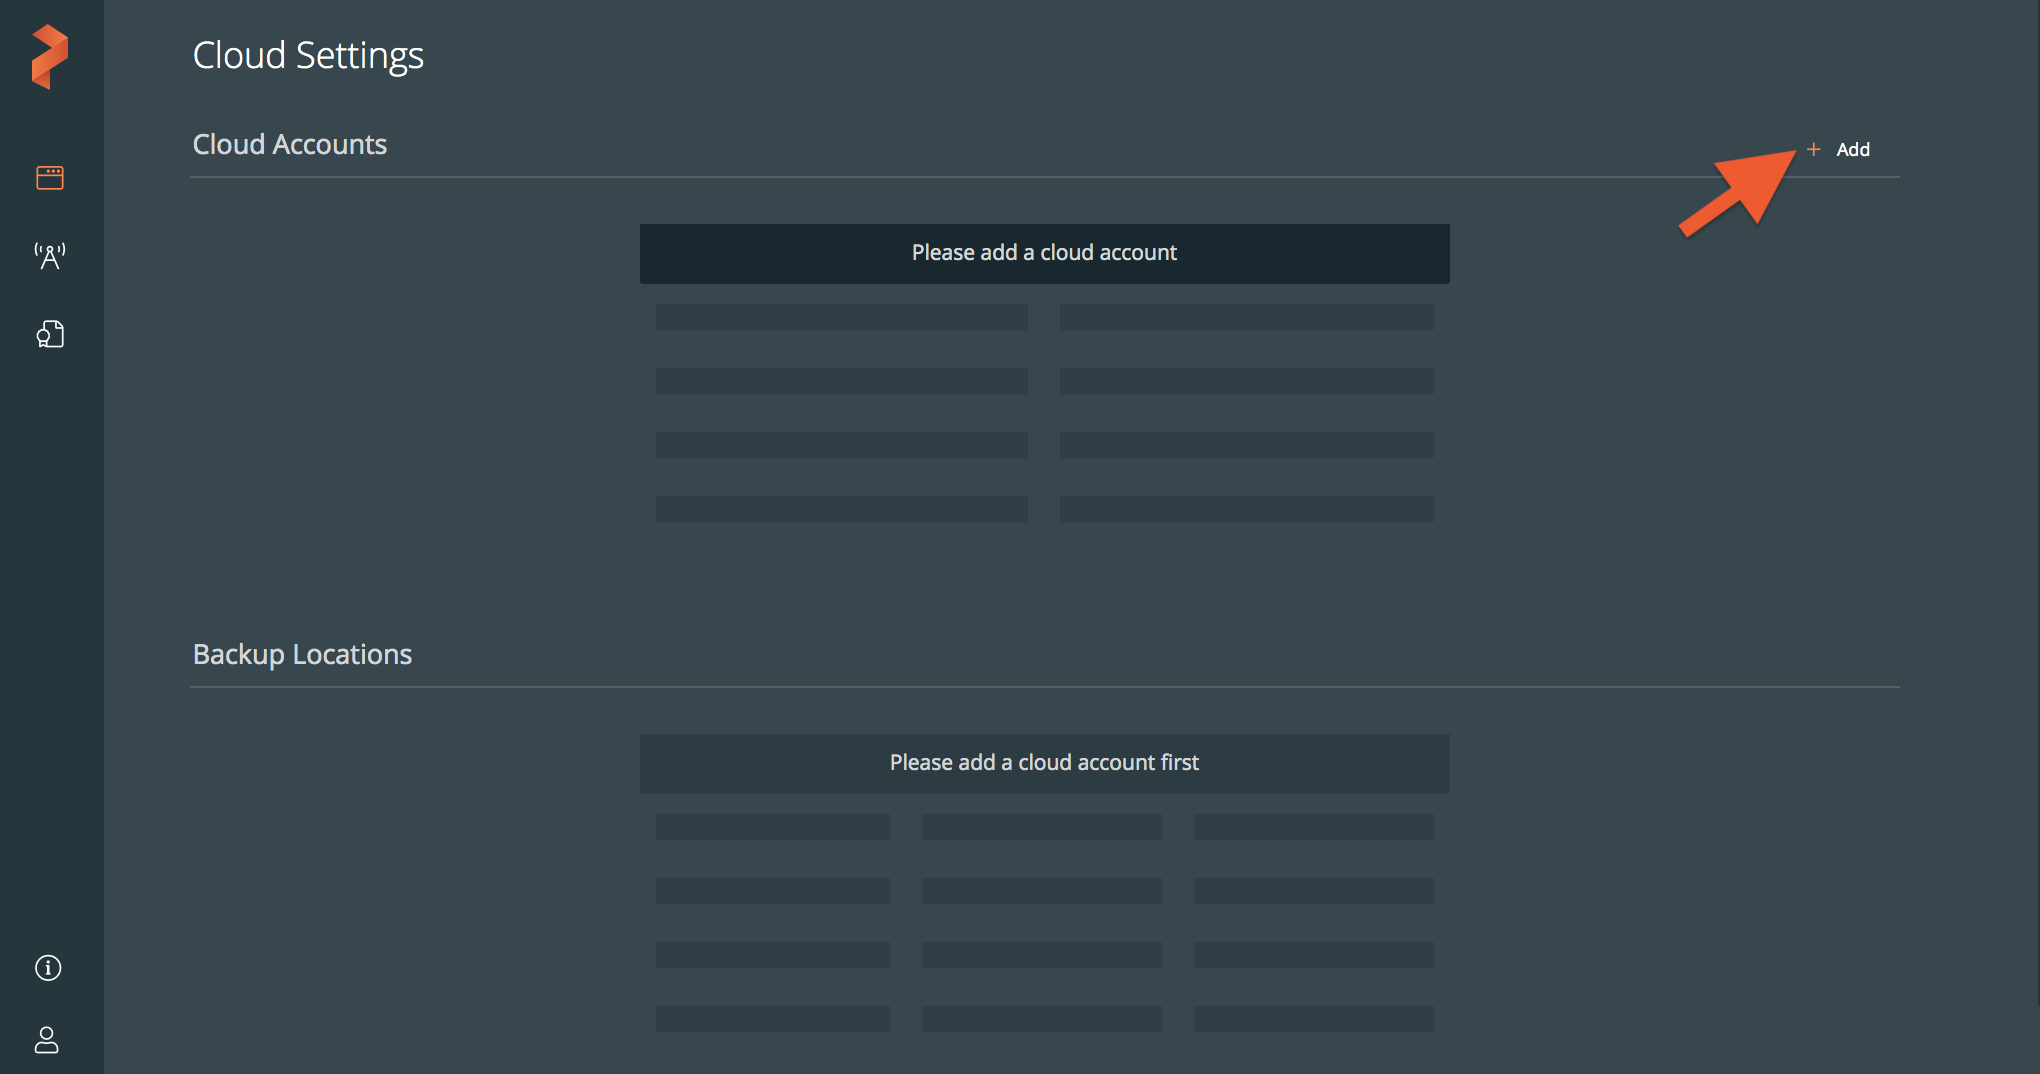 Cloud Settings
Cloud Accounts
+ Add
Please add a cloud account
Backup Locations
Please add a cloud account first